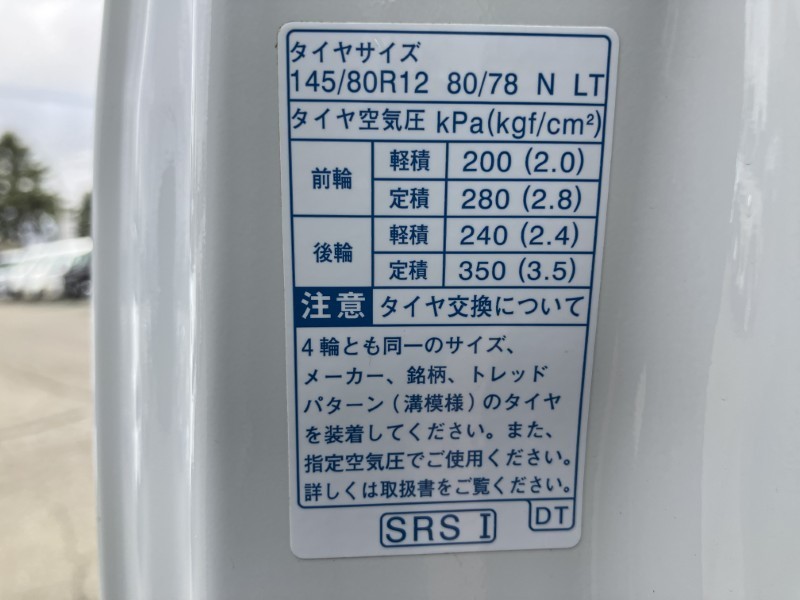 タイヤサイズ
145/80R12 80/78 N LT
タイヤ空気圧 kPa(kgf/cm²)
前輪 軽積 200 (2.0)
定積 280 (2.8)
後輪 軽積 240 (2.4)
定積 350 (3.5)
注意 タイヤ交換について
4輪とも同一のサイズ、
メーカー、銘柄、トレッド
パターン(溝模様)のタイヤ
を装着してください。また、
指定空気圧でご使用ください。
詳しくは取扱書をご覧ください。
SRS I DT